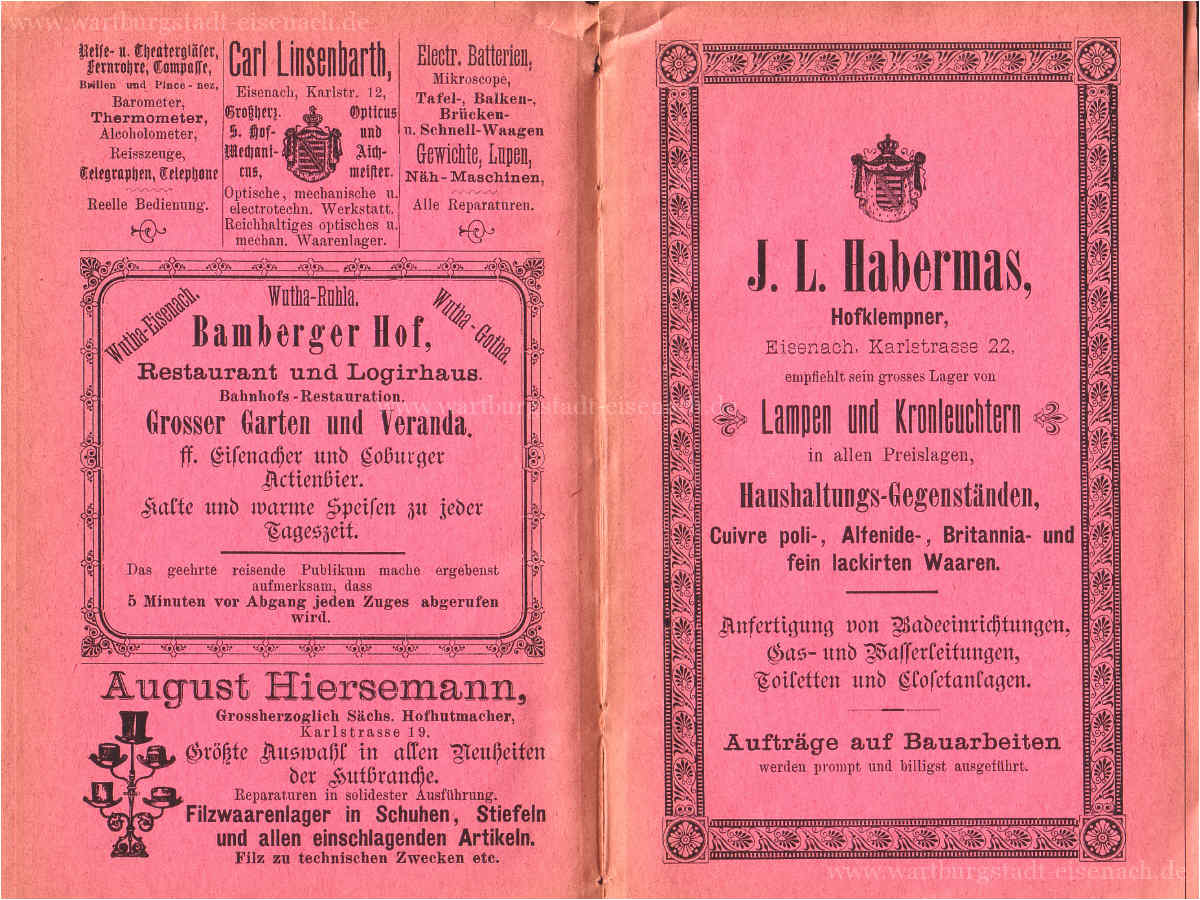 www.wartburgstadt-eisenach.de
Reise- u. Theatergläser,
Fernrohre, Compasse,
Brillen und Pince-nez,
Barometer,
Thermometer,
Alcoholometer,
Reisszeuge,
Telegraphen, Telephone
Reelle Bedienung.
Carl Linsenbarth,
Eisenach, Karlstr. 12,
Großherz. Opticus
S. Hof- und
Mechani- Aich-
cus, meister.
Optische, mechanische u.
electrotechn. Werkstatt.
Reichhaltiges optisches u.
mechan. Waarenlager.
Electr. Batterien,
Mikroscope,
Tafel-, Balken-,
Brücken-
u. Schnell-Waagen
Gewichte, Lupen,
Näh-Maschinen,
Alle Reparaturen.
Wutha-Eisenach.
Wutha-Ruhla.
Wutha-Gotha.
Bamberger Hof,
Restaurant und Logirhaus.
Bahnhofs-Restauration.
Grosser Garten und Veranda.
ff. Eisenacher und Coburger
Actienbier.
Kalte und warme Speisen zu jeder
Tageszeit.
Das geehrte reisende Publikum mache ergebenst
aufmerksam, dass
5 Minuten vor Abgang jeden Zuges abgerufen
wird.
August Hiersemann,
Grossherzoglich Sächs. Hofhutmacher,
Karlstrasse 19.
Größte Auswahl in allen Neuheiten
der Hutbranche.
Reparaturen in solidester Ausführung.
Filzwaarenlager in Schuhen, Stiefeln
und allen einschlagenden Artikeln.
Filz zu technischen Zwecken etc.
J. L. Habermas,
Hofklempner,
Eisenach, Karlstrasse 22,
empfiehlt sein grosses Lager von
www.wartburgstadt-eisenach.de
Lampen und Kronleuchtern
in allen Preislagen,
Haushaltungs-Gegenständen,
Cuivre poli-, Alfenide-, Britannia- und
fein lackirten Waaren.
Anfertigung von Badeeinrichtungen,
Gas- und Wasserleitungen,
Toiletten und Closetanlagen.
Aufträge auf Bauarbeiten
werden prompt und billigst ausgeführt.
www.wartburgstadt-eisenach.de